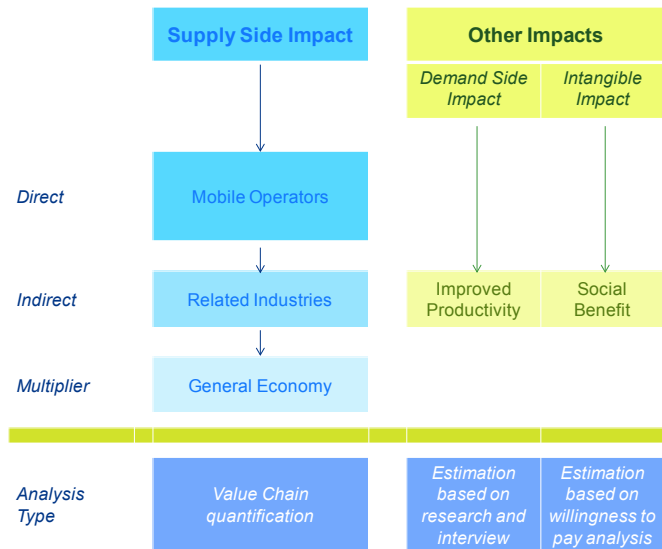 Supply Side Impact
Other Impacts
Demand Side
Impact
Intangible
Impact
Direct
Mobile Operators
Indirect
Related Industries
Improved
Productivity
Social
Benefit
Multiplier
General Economy
Analysis
Type
Value Chain
quantification
Estimation
based on
research and
interview
Estimation
based on
willingness to
pay analysis